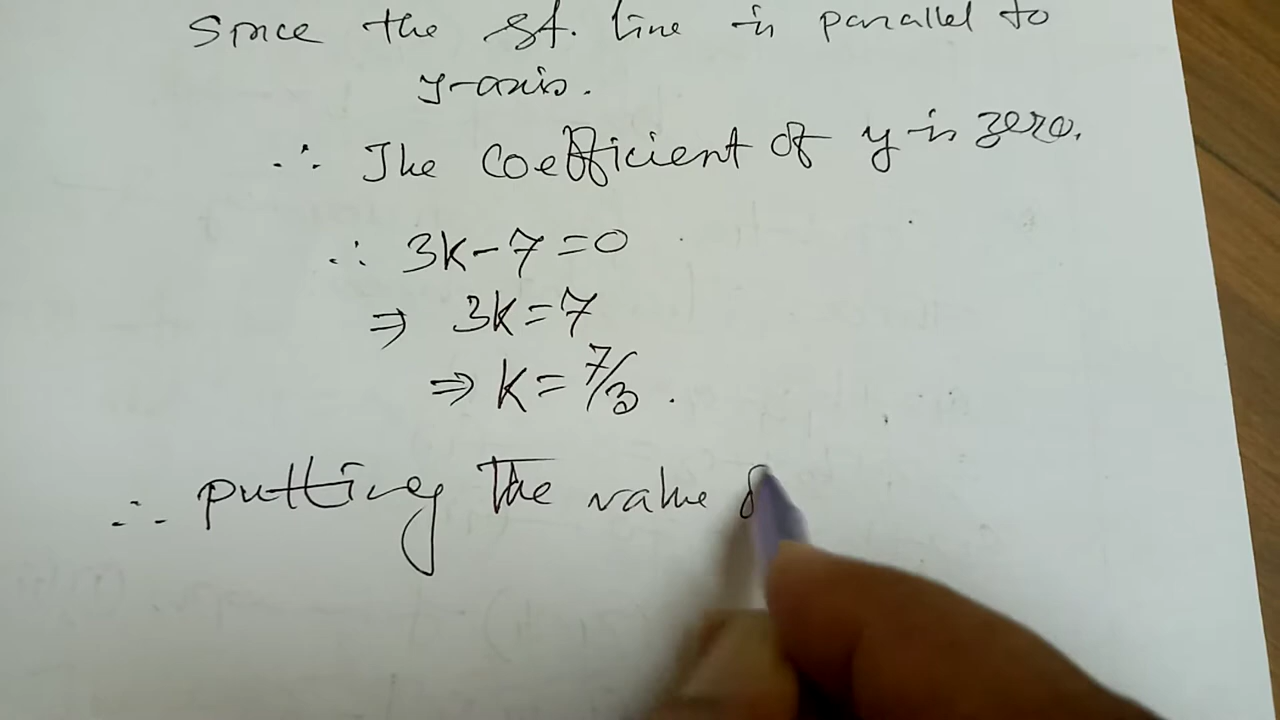 Since the st. line is parallel to
y-axis.
∴ The coefficient of y is zero.
∴ 3k-7=0
⇒ 3k=7
⇒ k=7/3.
∴ putting The value